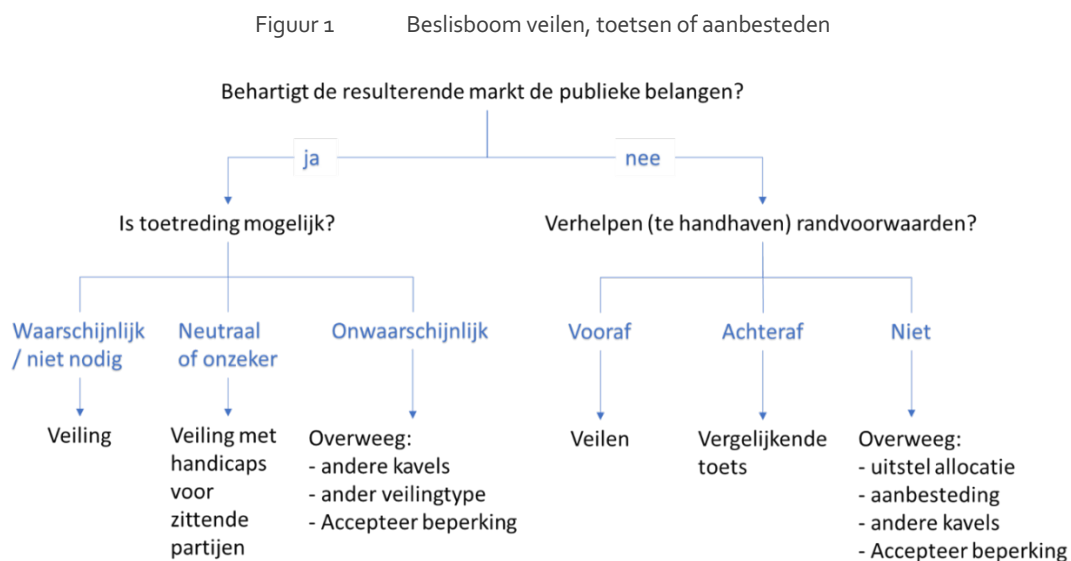 Figuur 1 Beslisboom veilen, toetsen of aanbesteden
Behartigt de resulterende markt de publieke belangen?
ja
nee
Is toetreding mogelijk?
Verhelpen (te handhaven) randvoorwaarden?
Waarschijnlijk
/ niet nodig
Neutraal
of onzeker
Onwaarschijnlijk
Vooraf
Achteraf
Niet
Veiling
Veiling met
handicaps
voor
zittende
partijen
Overweeg:
- andere kavels
- ander veilingtype
- Accepteer beperking
Veilen
Vergelijkende
toets
Overweeg:
- uitstel allocatie
- aanbesteding
- andere kavels
- Accepteer beperking